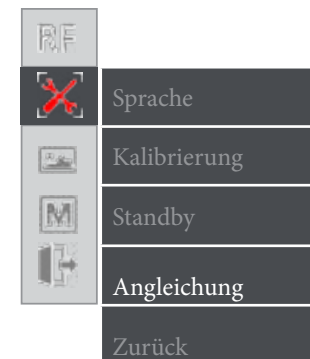 RF
Sprache
Kalibrierung
M
Standby
Angleichung
Zurück